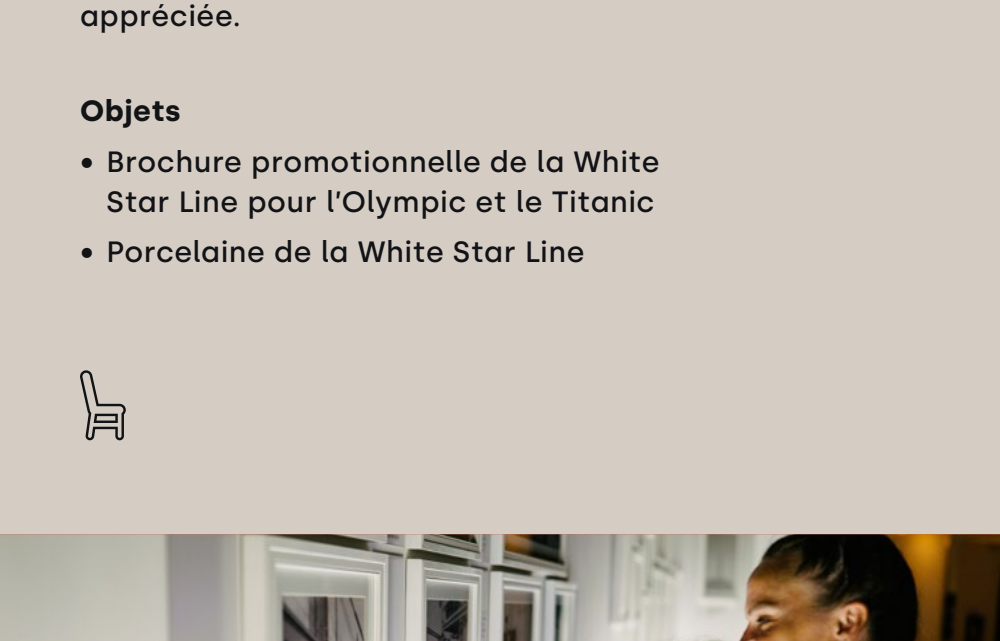 appréciée.
Objets
• Brochure promotionnelle de la White
Star Line pour l’Olympic et le Titanic
• Porcelaine de la White Star Line